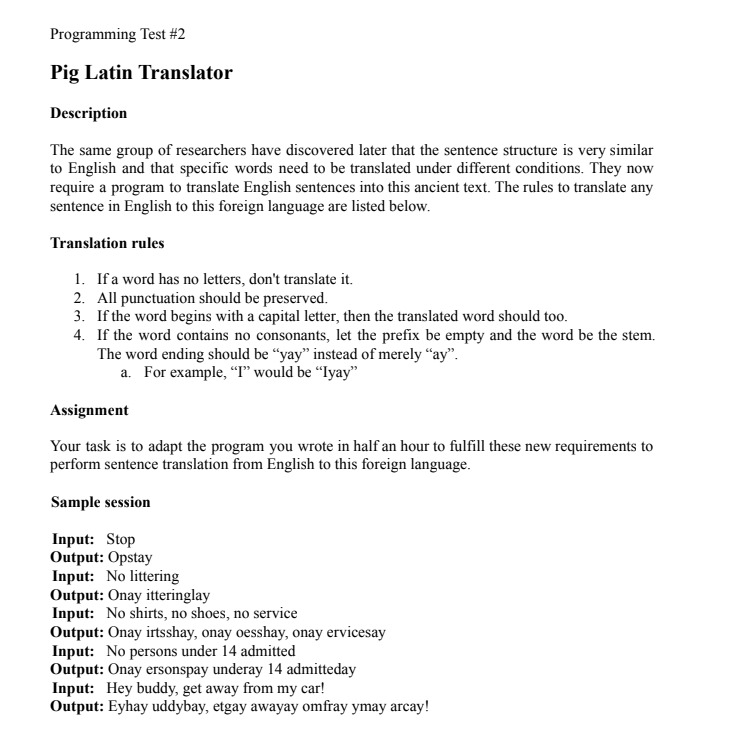 Programming Test #2
Pig Latin Translator
Description
The same group of researchers have discovered later that the sentence structure is very similar
to English and that specific words need to be translated under different conditions. They now
require a program to translate English sentences into this ancient text. The rules to translate any
sentence in English to this foreign language are listed below.
Translation rules
1. If a word has no letters, don't translate it.
2. All punctuation should be preserved.
3. If the word begins with a capital letter, then the translated word should too.
4. If the word contains no consonants, let the prefix be empty and the word be the stem.
The word ending should be “yay” instead of merely “ay”.
a. For example, “I” would be “Iyay”
Assignment
Your task is to adapt the program you wrote in half an hour to fulfill these new requirements to
perform sentence translation from English to this foreign language.
Sample session
Input: Stop
Output: Opstay
Input: No littering
Output: Onay itteringlay
Input: No shirts, no shoes, no service
Output: Onay irtsshay, onay oesshay, onay ervicesay
Input: No persons under 14 admitted
Output: Onay ersonspay underay 14 admitteday
Input: Hey buddy, get away from my car!
Output: Eyhay uddybay, etgay awayay omfray ymay arcay!